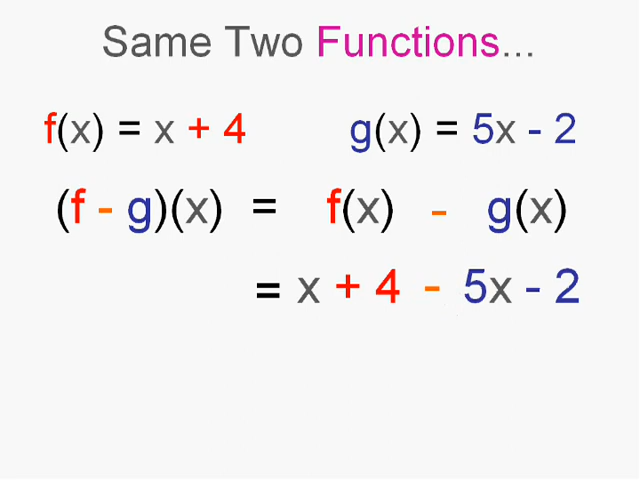 Same Two Functions...
f(x) = x + 4 g(x) = 5x - 2
(f - g)(x) = f(x) - g(x)
= x + 4 - 5x - 2